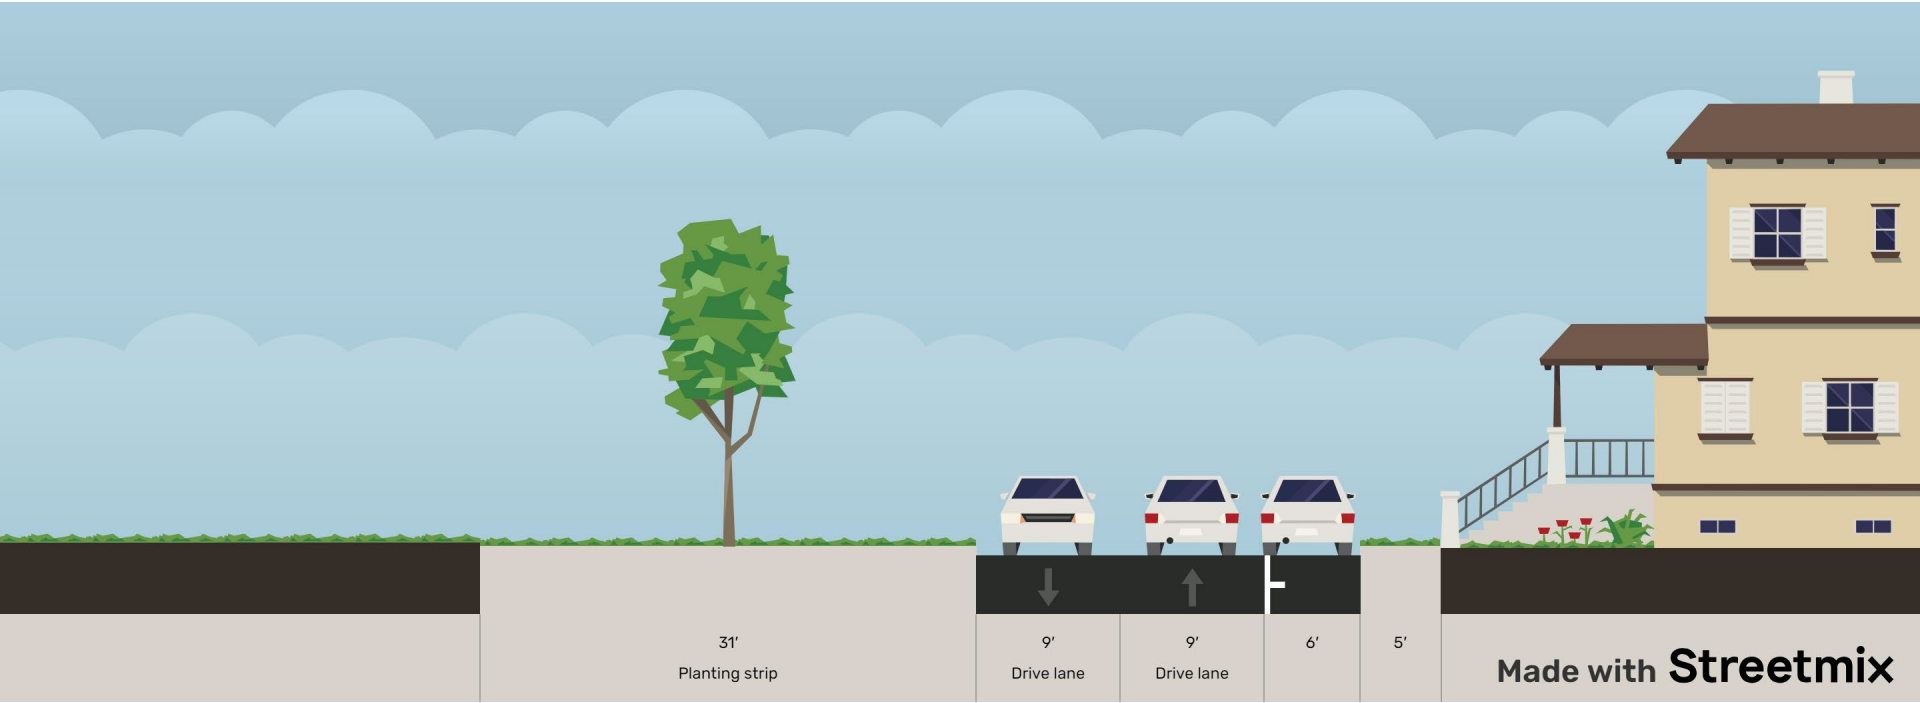 31′
Planting strip
9′
Drive lane
9′
Drive lane
6′
5′
Made with Streetmix